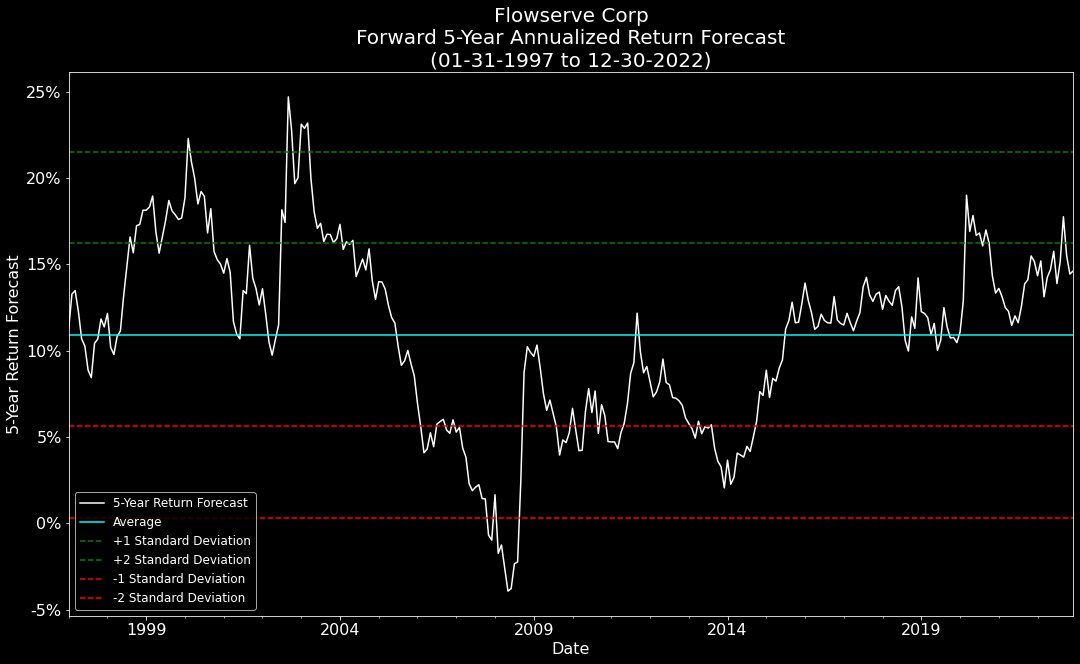 Flowserve Corp
Forward 5-Year Annualized Return Forecast
(01-31-1997 to 12-30-2022)
5-Year Return Forecast
25%
20%
15%
10%
5%
0%
-5%
5-Year Return Forecast
Average
+1 Standard Deviation
+2 Standard Deviation
-1 Standard Deviation
-2 Standard Deviation
1999 2004 2009 2014 2019
Date